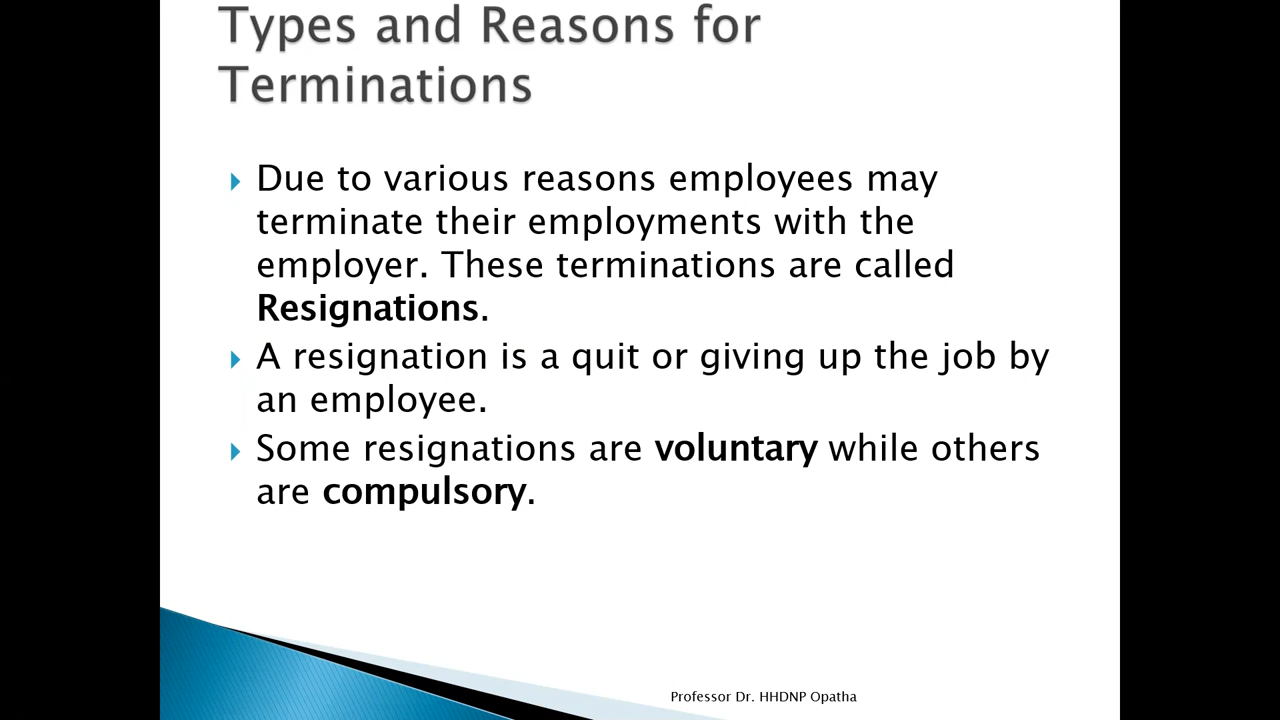 Types and Reasons for
Terminations
Due to various reasons employees may
terminate their employments with the
employer. These terminations are called
Resignations.
A resignation is a quit or giving up the job by
an employee.
Some resignations are voluntary while others
are compulsory.
Professor Dr. HHDNP Opatha